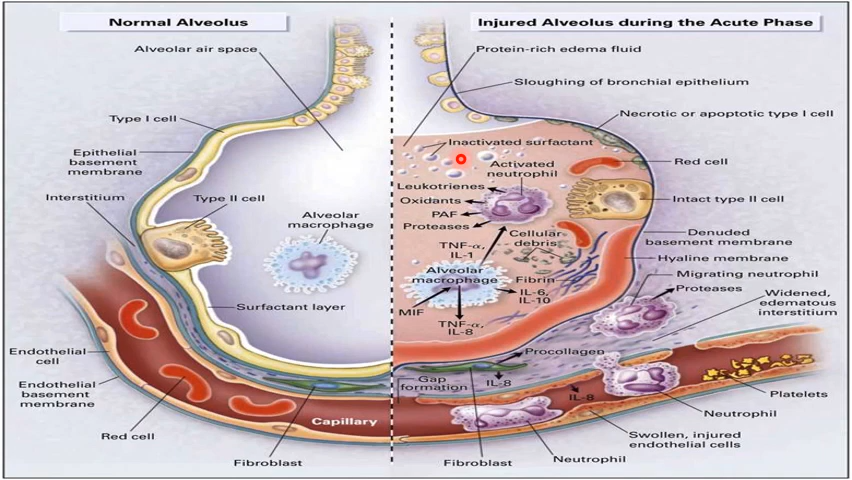 Normal Alveolus
Injured Alveolus during the Acute Phase
Alveolar air space
Type I cell
Epithelial
basement
membrane
Interstitium
Type II cell
Alveolar
macrophage
Surfactant layer
Endothelial
cell
Endothelial
basement
membrane
Red cell
Capillary
Fibroblast
Protein-rich edema fluid
Sloughing of bronchial epithelium
Necrotic or apoptotic type I cell
Inactivated surfactant
Activated
neutrophil
Red cell
Leukotrienes
Oxidants
PAF
Proteases
Intact type II cell
TNF-α,
IL-1
Cellular
debris
Denuded
basement membrane
Hyaline membrane
Alveolar
macrophage
Fibrin
Migrating neutrophil
Proteases
IL-6,
IL-10
MIF
TNF-α,
IL-8
Widened,
edematous
interstitium
Procollagen
Gap
formation
IL-8
IL-8
Platelets
Neutrophil
Swollen, injured
endothelial cells
Neutrophil
Fibroblast